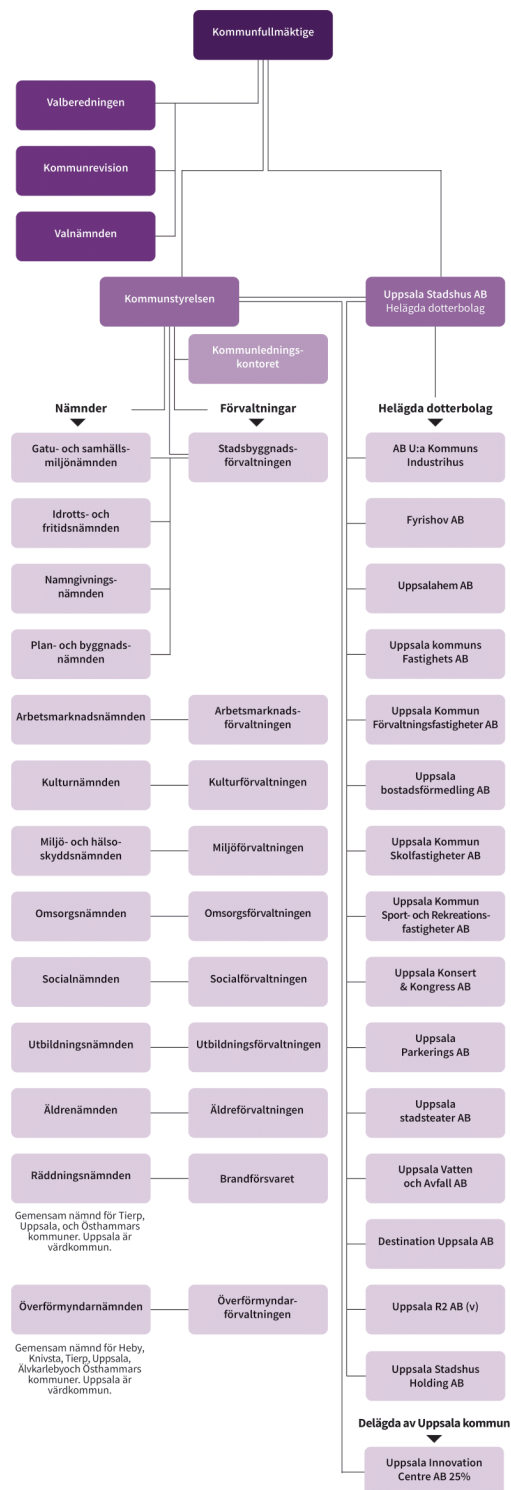 Kommunfullmäktige
Valberedningen
Kommunrevision
Valnämnden
Kommunstyrelsen
Uppsala Stadshus AB
Helägda dotterbolag
Kommunlednings-
kontoret
Nämnder
Förvaltningar
Helägda dotterbolag
Gatu- och samhälls-
miljönämnden
Stadsbyggnads-
förvaltningen
AB U:a Kommuns
Industrihus
Idrotts- och
fritidsnämnden
Fyrishov AB
Namngivnings-
nämnden
Uppsalahem AB
Plan- och byggnads-
nämnden
Uppsala kommuns
Fastighets AB
Arbetsmarknadsnämnden
Arbetsmarknads-
förvaltningen
Uppsala Kommun
Förvaltningsfastigheter AB
Kulturnämnden
Kulturförvaltningen
Uppsala
bostadsförmedling AB
Miljö- och hälso-
skyddsnämnden
Miljöförvaltningen
Uppsala Kommun
Skolfastigheter AB
Omsorgsnämnden
Omsorgsförvaltningen
Uppsala Kommun
Sport- och Rekreations-
fastigheter AB
Socialnämnden
Socialförvaltningen
Uppsala Konsert
& Kongress AB
Utbildningsnämnden
Utbildningsförvaltningen
Uppsala
Parkerings AB
Äldrenämnden
Äldreförvaltningen
Uppsala
stadsteater AB
Räddningsnämnden
Brandförsvaret
Uppsala Vatten
och Avfall AB
Gemensam nämnd för Tierp,
Uppsala, och Östhammars
kommuner. Uppsala är
värdkommun.
Destination Uppsala AB
Överförmyndarnämnden
Överförmyndar-
förvaltningen
Uppsala R2 AB (v)
Gemensam nämnd för Heby,
Knivsta, Tierp, Uppsala,
Älvkarlebyoch Östhammars
kommuner. Uppsala är
värdkommun.
Uppsala Stadshus
Holding AB
Delägda av Uppsala kommun
Uppsala Innovation
Centre AB 25%